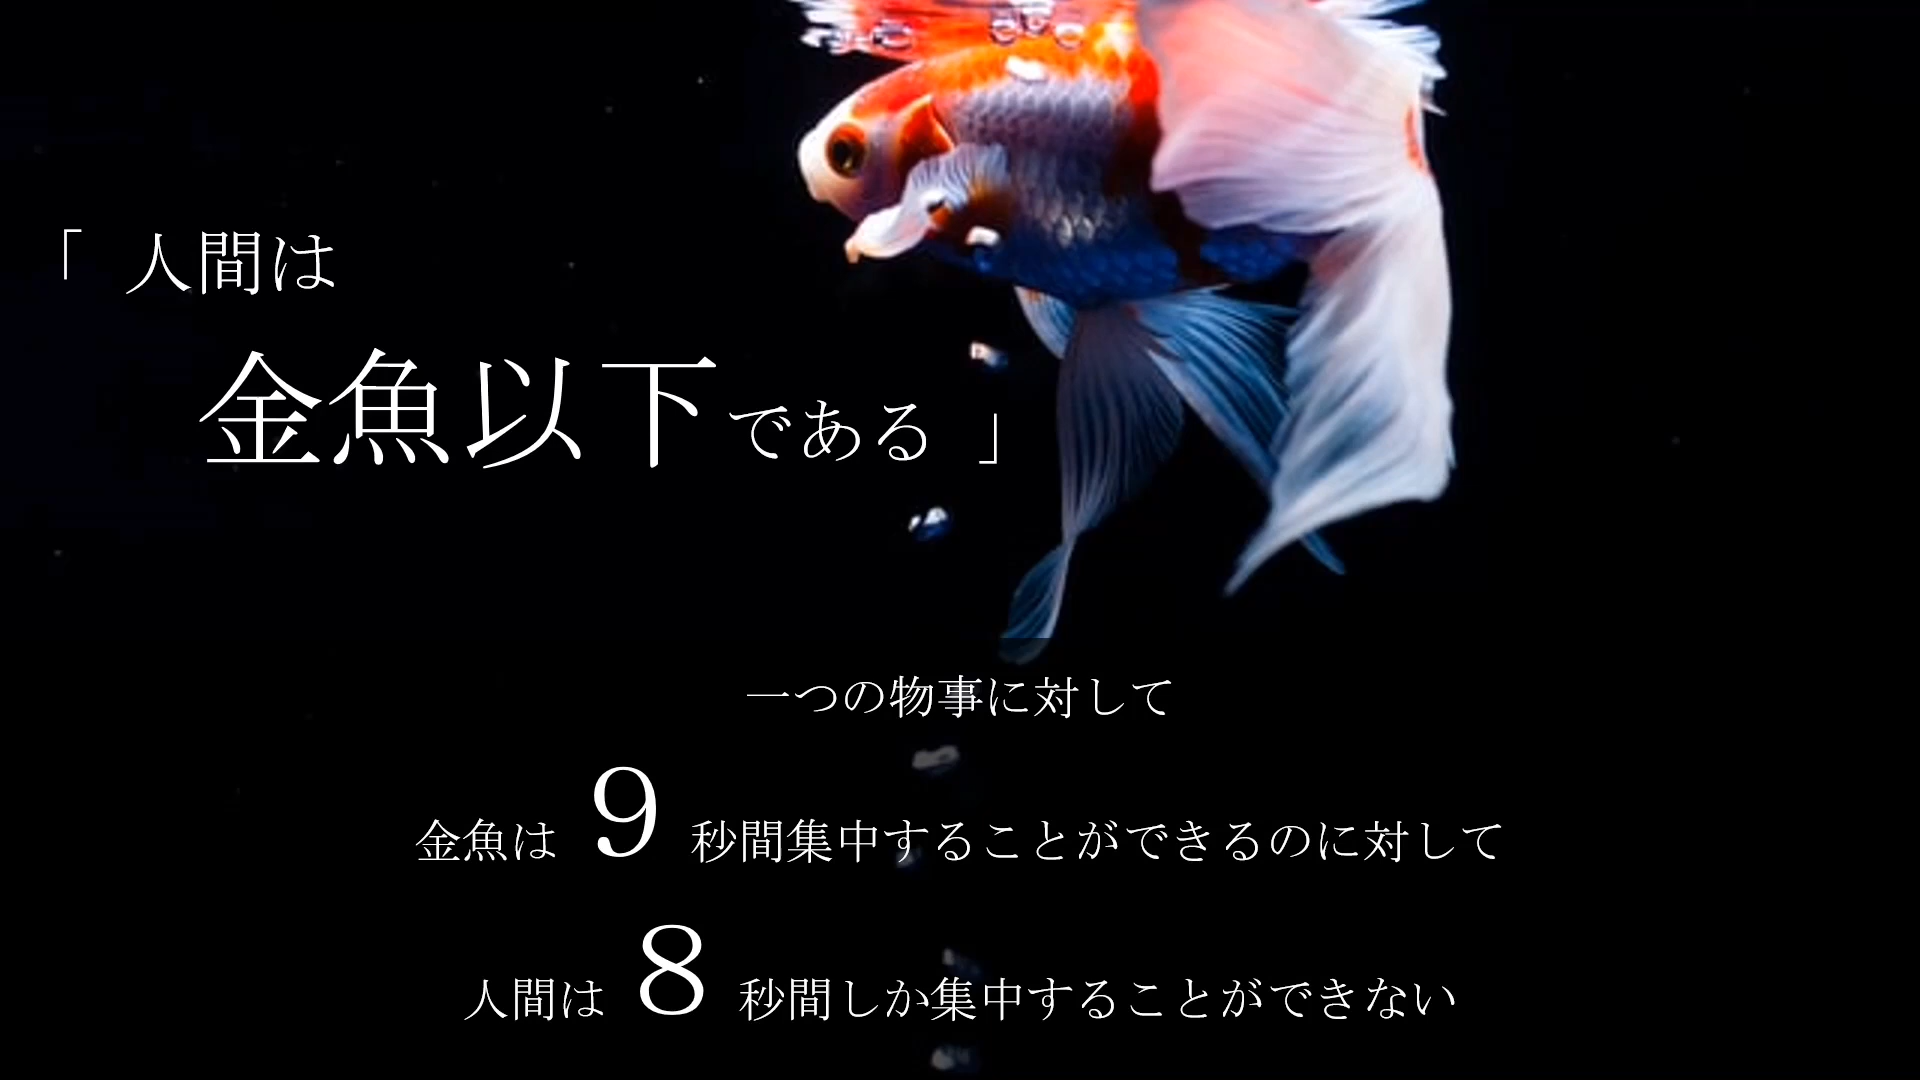 「 人間は
金魚以下である 」
一つの物事に対して
金魚は 9 秒間集中することができるのに対して
人間は 8 秒間しか集中することができない